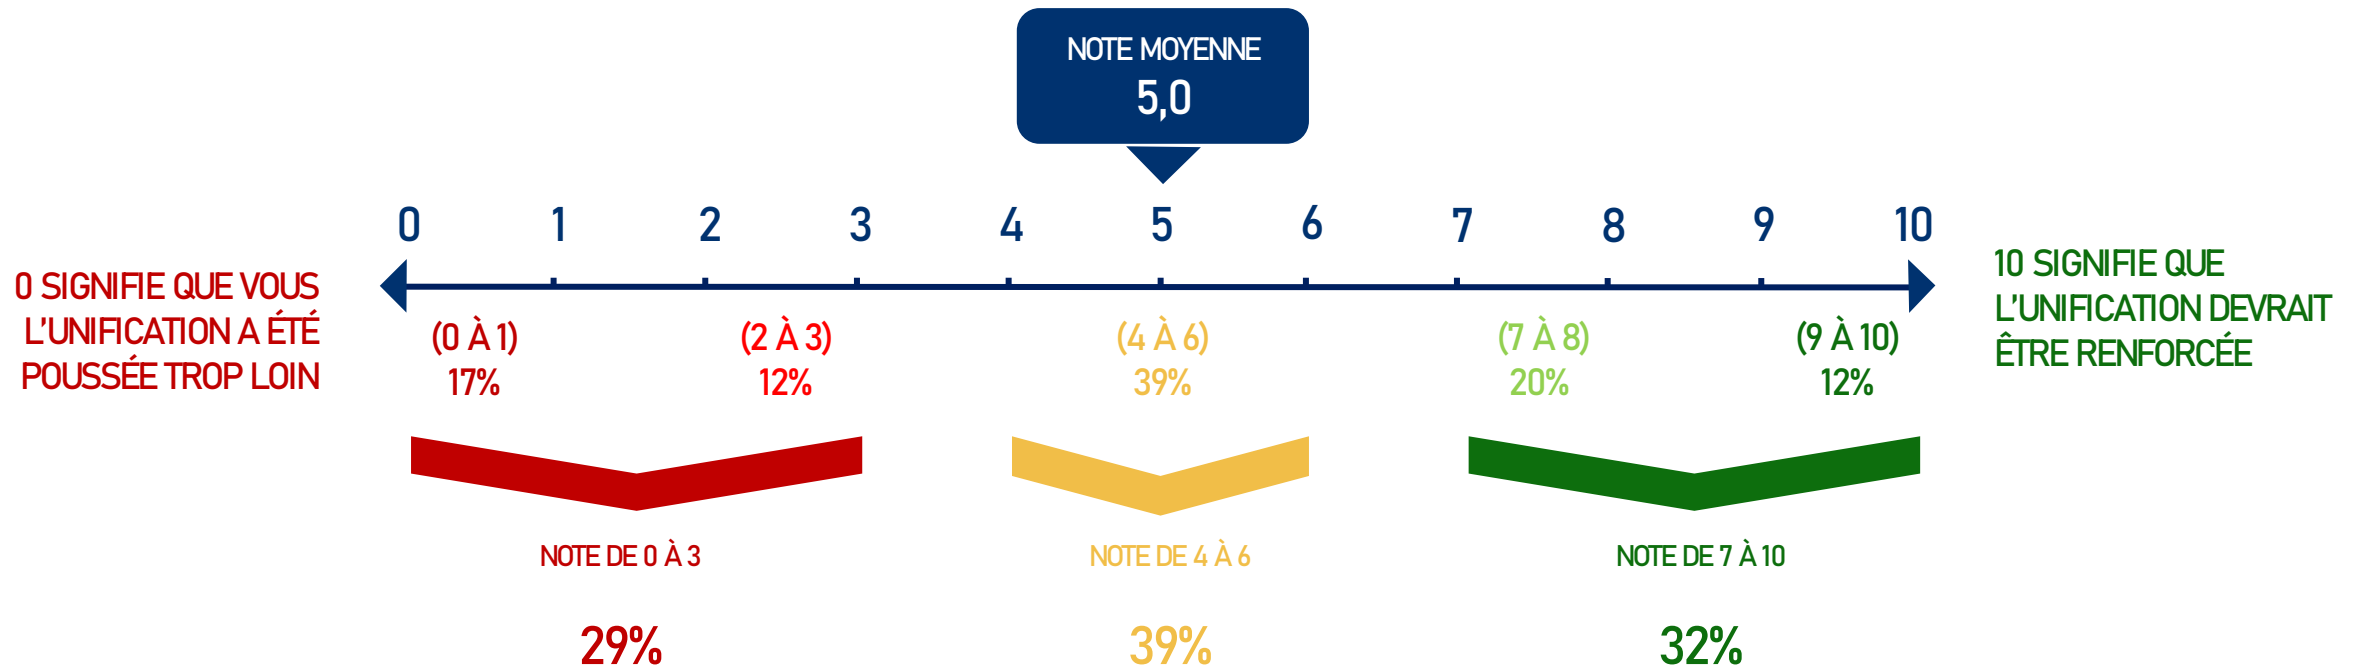 NOTE MOYENNE
5,0
0 1 2 3 4 5 6 7 8 9 10
0 SIGNIFIE QUE VOUS
L'UNIFICATION A ÉTÉ
POUSSÉE TROP LOIN
10 SIGNIFIE QUE
L'UNIFICATION DEVRAIT
ÊTRE RENFORCÉE
(0 À 1) (2 À 3) (4 À 6) (7 À 8) (9 À 10)
17% 12% 39% 20% 12%
NOTE DE 0 À 3 NOTE DE 4 À 6 NOTE DE 7 À 10
29% 39% 32%